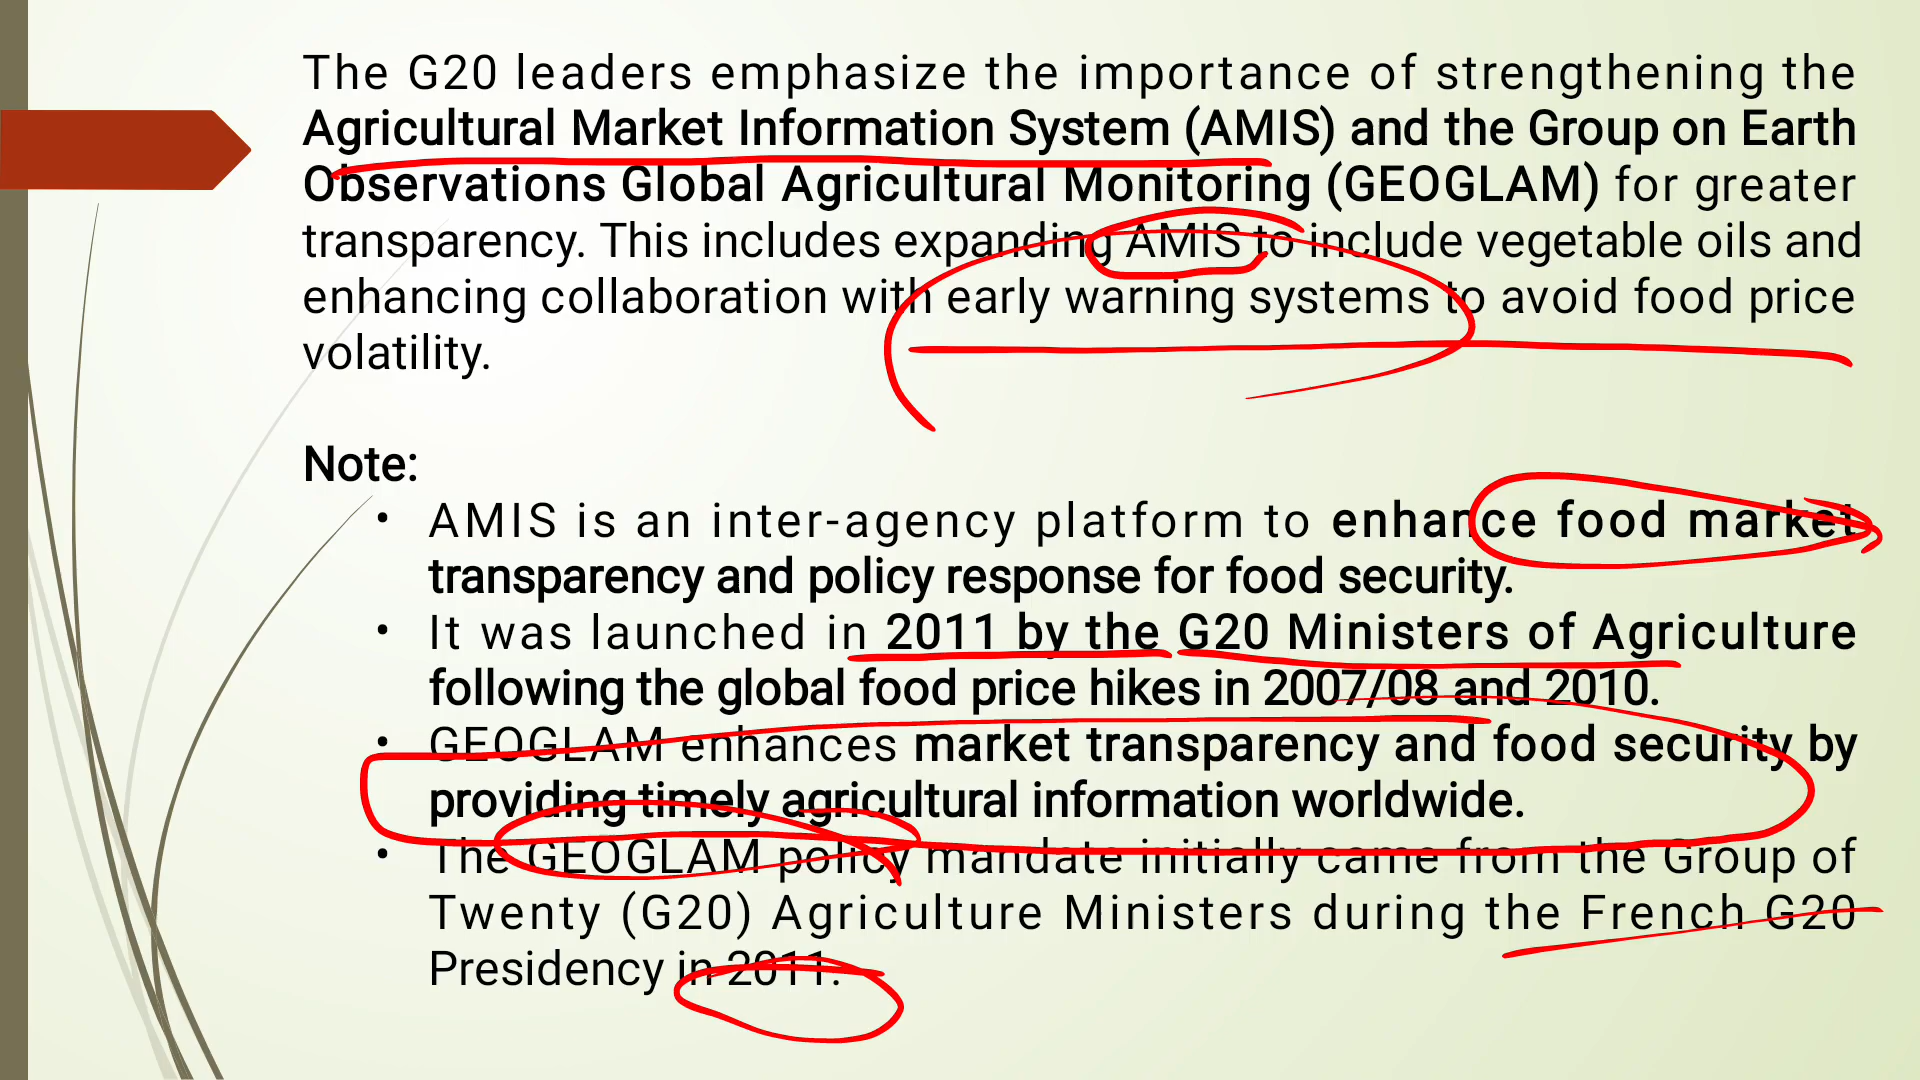 The G20 leaders emphasize the importance of strengthening the
Agricultural Market Information System (AMIS) and the Group on Earth
Observations Global Agricultural Monitoring (GEOGLAM) for greater
transparency. This includes expanding AMIS to include vegetable oils and
enhancing collaboration with early warning systems to avoid food price
volatility.
Note:
• AMIS is an inter-agency platform to enhance food market
transparency and policy response for food security.
• It was launched in 2011 by the G20 Ministers of Agriculture
following the global food price hikes in 2007/08 and 2010.
• GEOGLAM enhances market transparency and food security by
providing timely agricultural information worldwide.
• The GEOGLAM policy mandate initially came from the Group of
Twenty (G20) Agriculture Ministers during the French G20
Presidency in 2011.